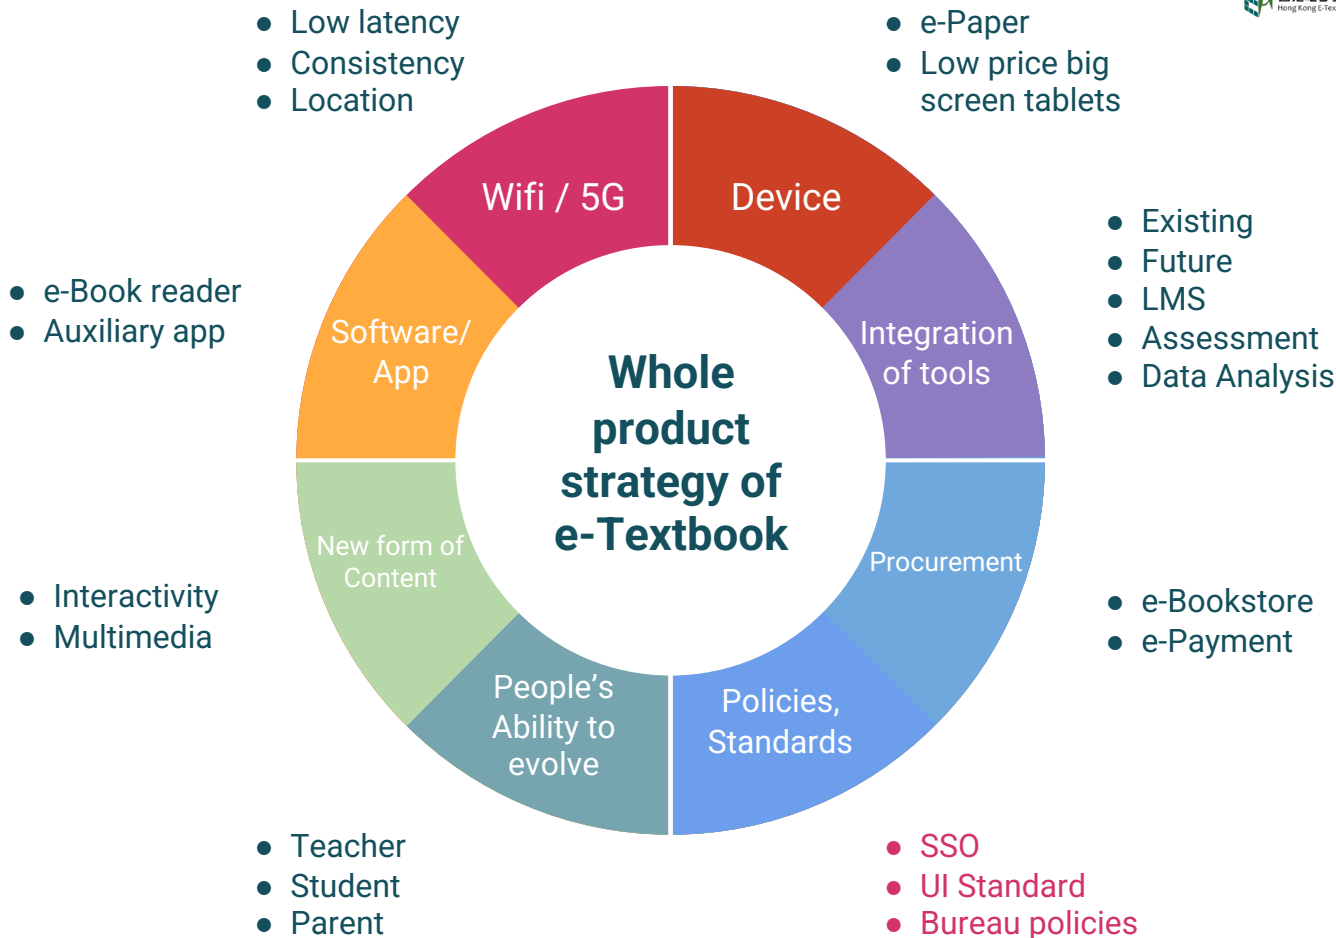 Low latency
Consistency
Location
e-Paper
Low price big
screen tablets
Hong Kong
Wifi / 5G
Device
Existing
Future
LMS
Assessment
Data Analysis
e-Book reader
Auxiliary app
Software/
App
Integration
of tools
Whole
product
strategy of
e-Textbook
New form of
Content
Procurement
Interactivity
Multimedia
e-Bookstore
e-Payment
People's
Ability to
evolve
Policies,
Standards
Teacher
Student
Parent
SSO
UI Standard
Bureau policies